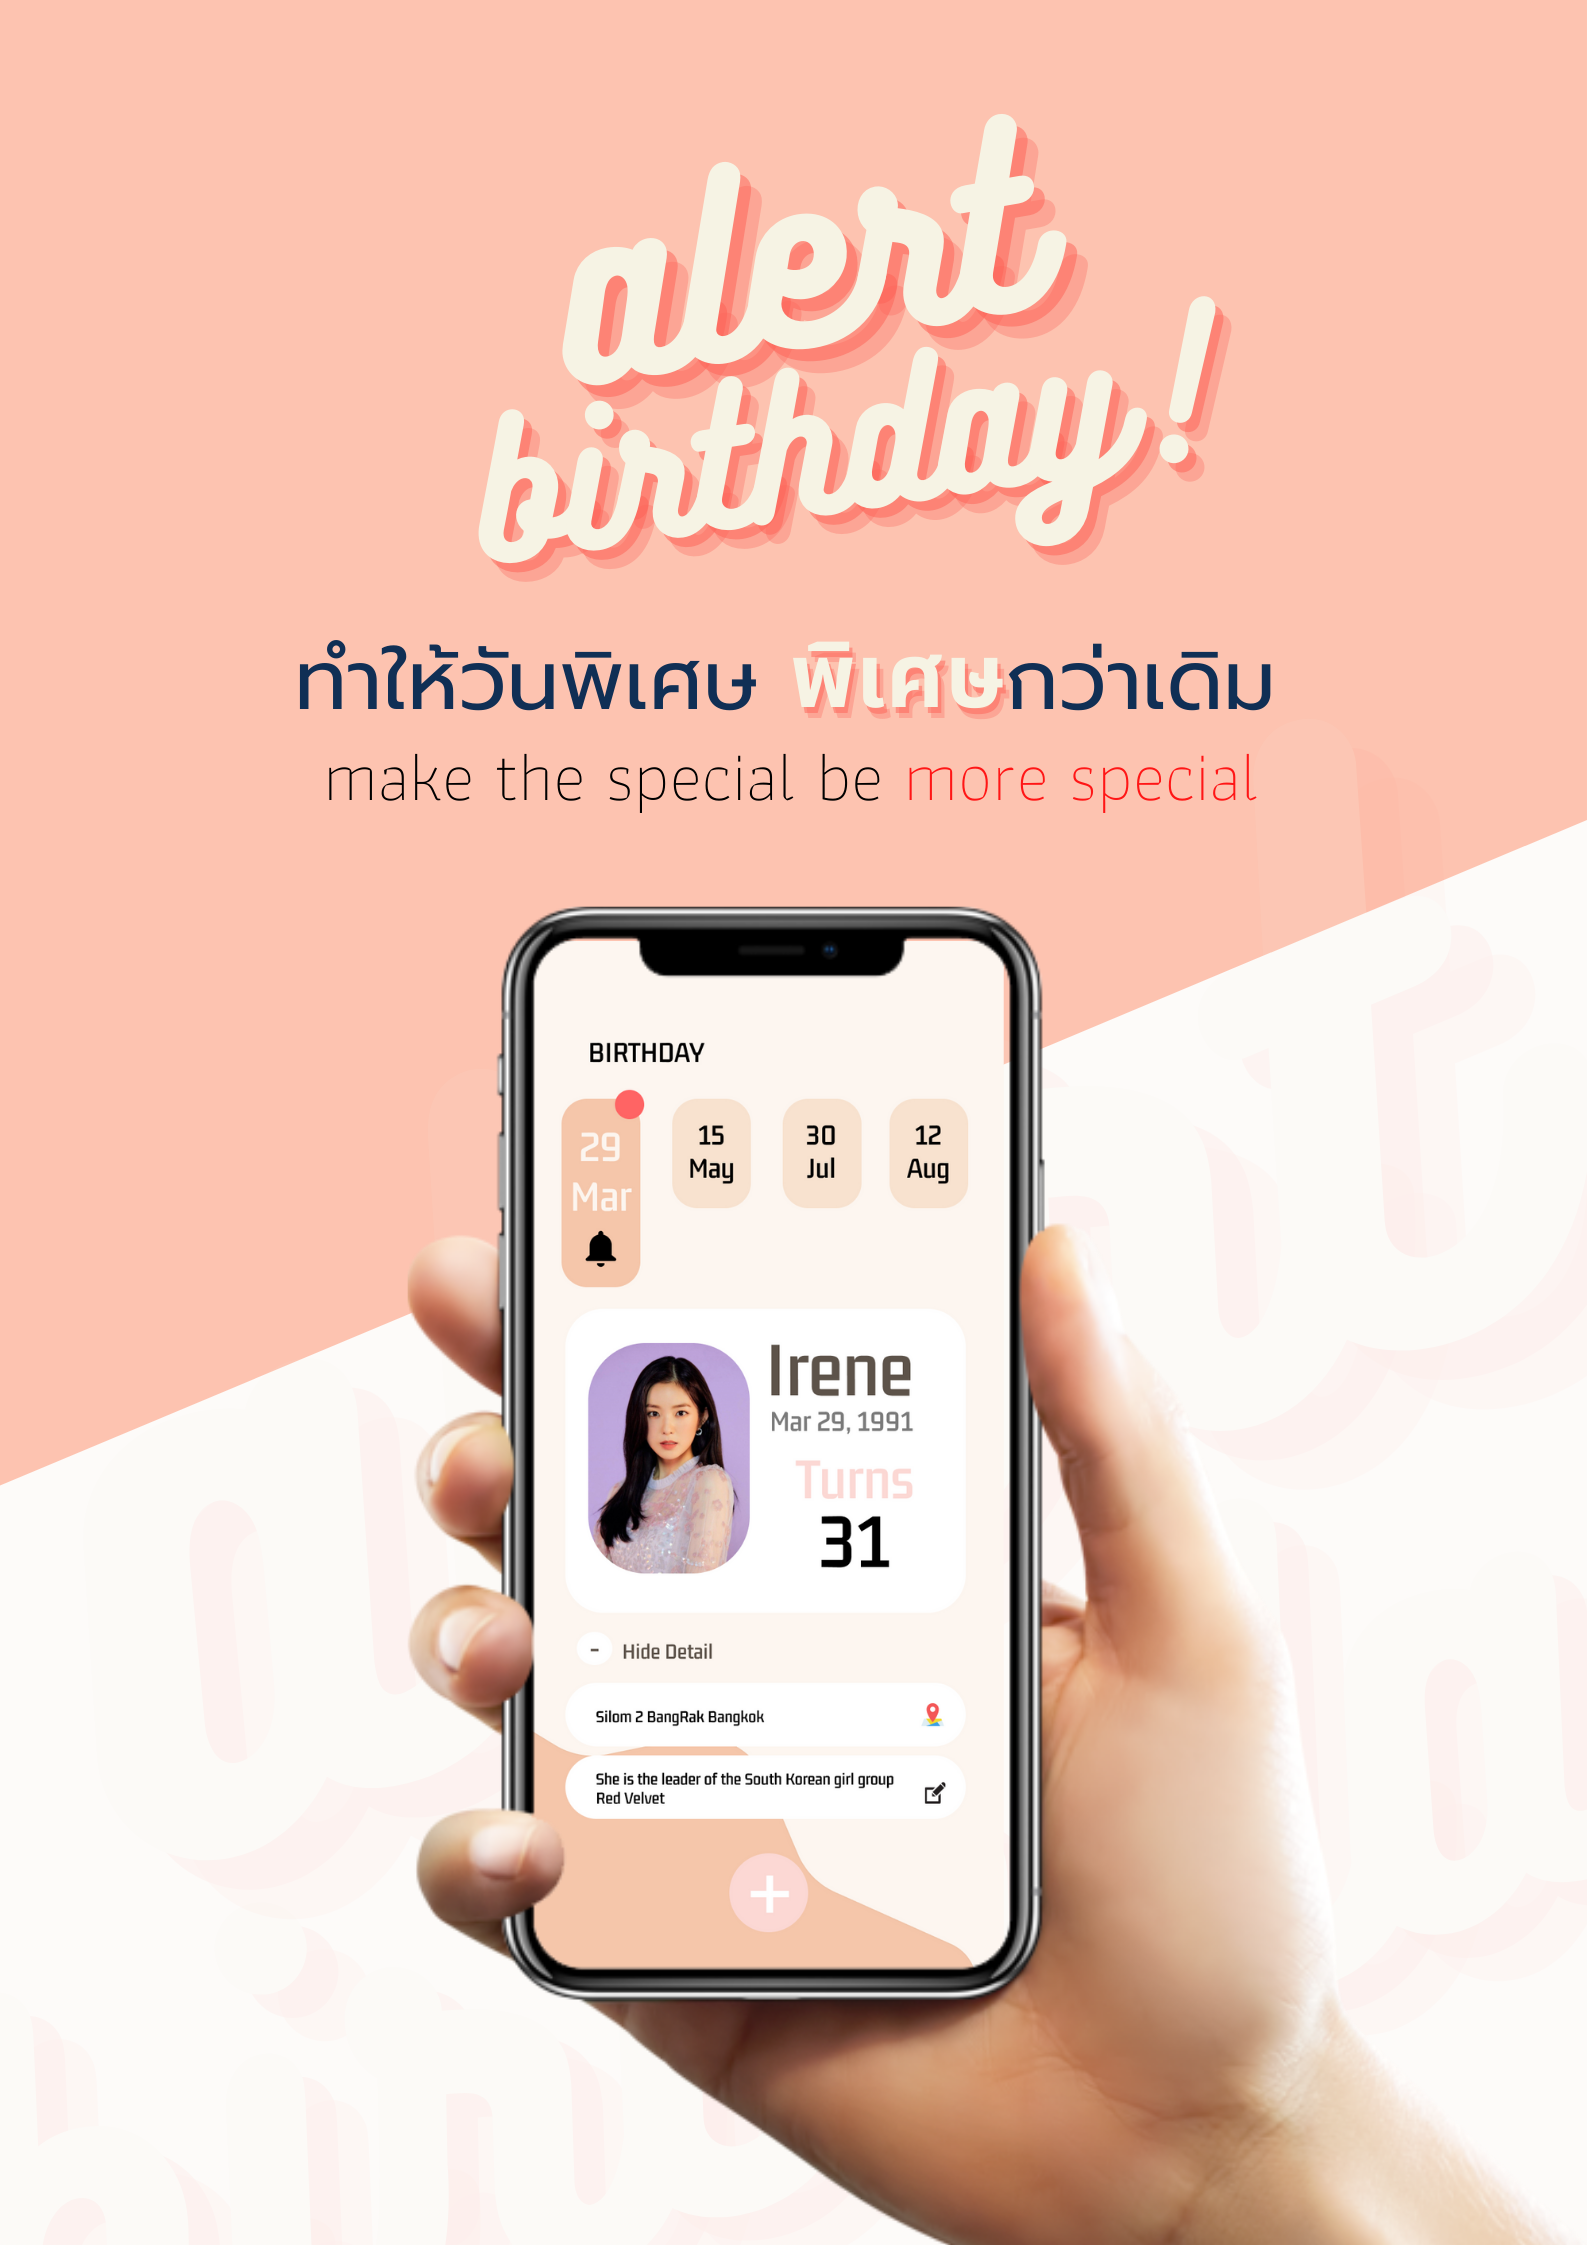 alert
birthday!
ทำให้วันพิเศษ พิเศษกว่าเดิม
make the special be more special
BIRTHDAY
29
Mar
15
May
30
Jul
12
Aug
Irene
Mar 29, 1991
Turns
31
- Hide Detail
Silom 2 BangRak Bangkok
She is the leader of the South Korean girl group
Red Velvet
+